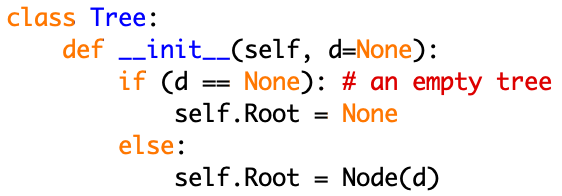 class Tree:
    def __init__(self, d=None):
        if (d == None): # an empty tree
            self.Root = None
        else:
            self.Root = Node(d)